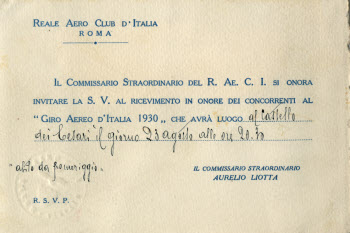 REALE AERO CLUB D'ITALIA
ROMA
IL COMMISSARIO STRAORDINARIO DEL R. AE. C. I. SI ONORA
INVITARE LA S. V. AL RICEVIMENTO IN ONORE DEI CONCORRENTI AL
"GIRO AEREO D'ITALIA 1930„ CHE AVRÀ LUOGO al Castello
dei Cesari il giorno 23 agosto alle ore 20.30
"abito da pomeriggio„
IL COMMISSARIO STRAORDINARIO
AURELIO LIOTTA
R. S. V. P.